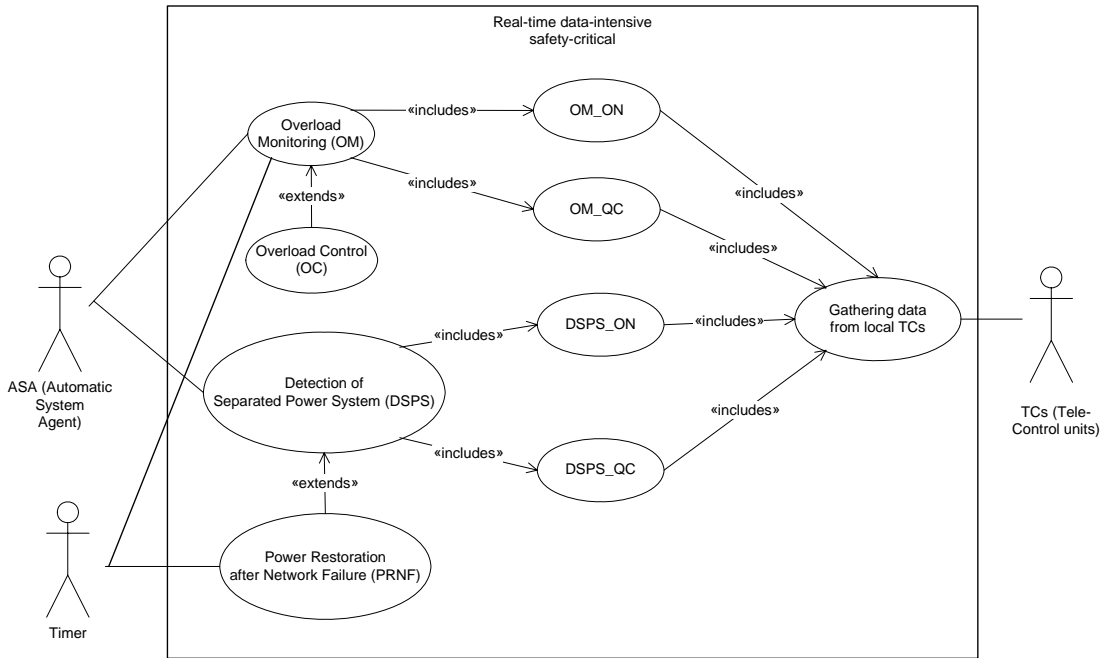 Real-time data-intensive
safety-critical
Overload
Monitoring (OM)
«includes»
OM_ON
«includes»
OM_QC
«includes»
«includes»
«extends»
Overload Control
(OC)
Gathering data
from local TCs
DSPS_ON
«includes»
«includes»
Detection of
Separated Power System (DSPS)
«includes»
«includes»
DSPS_QC
«extends»
Power Restoration
after Network Failure (PRNF)
ASA (Automatic
System
Agent)
Timer
TCs (Tele-
Control units)